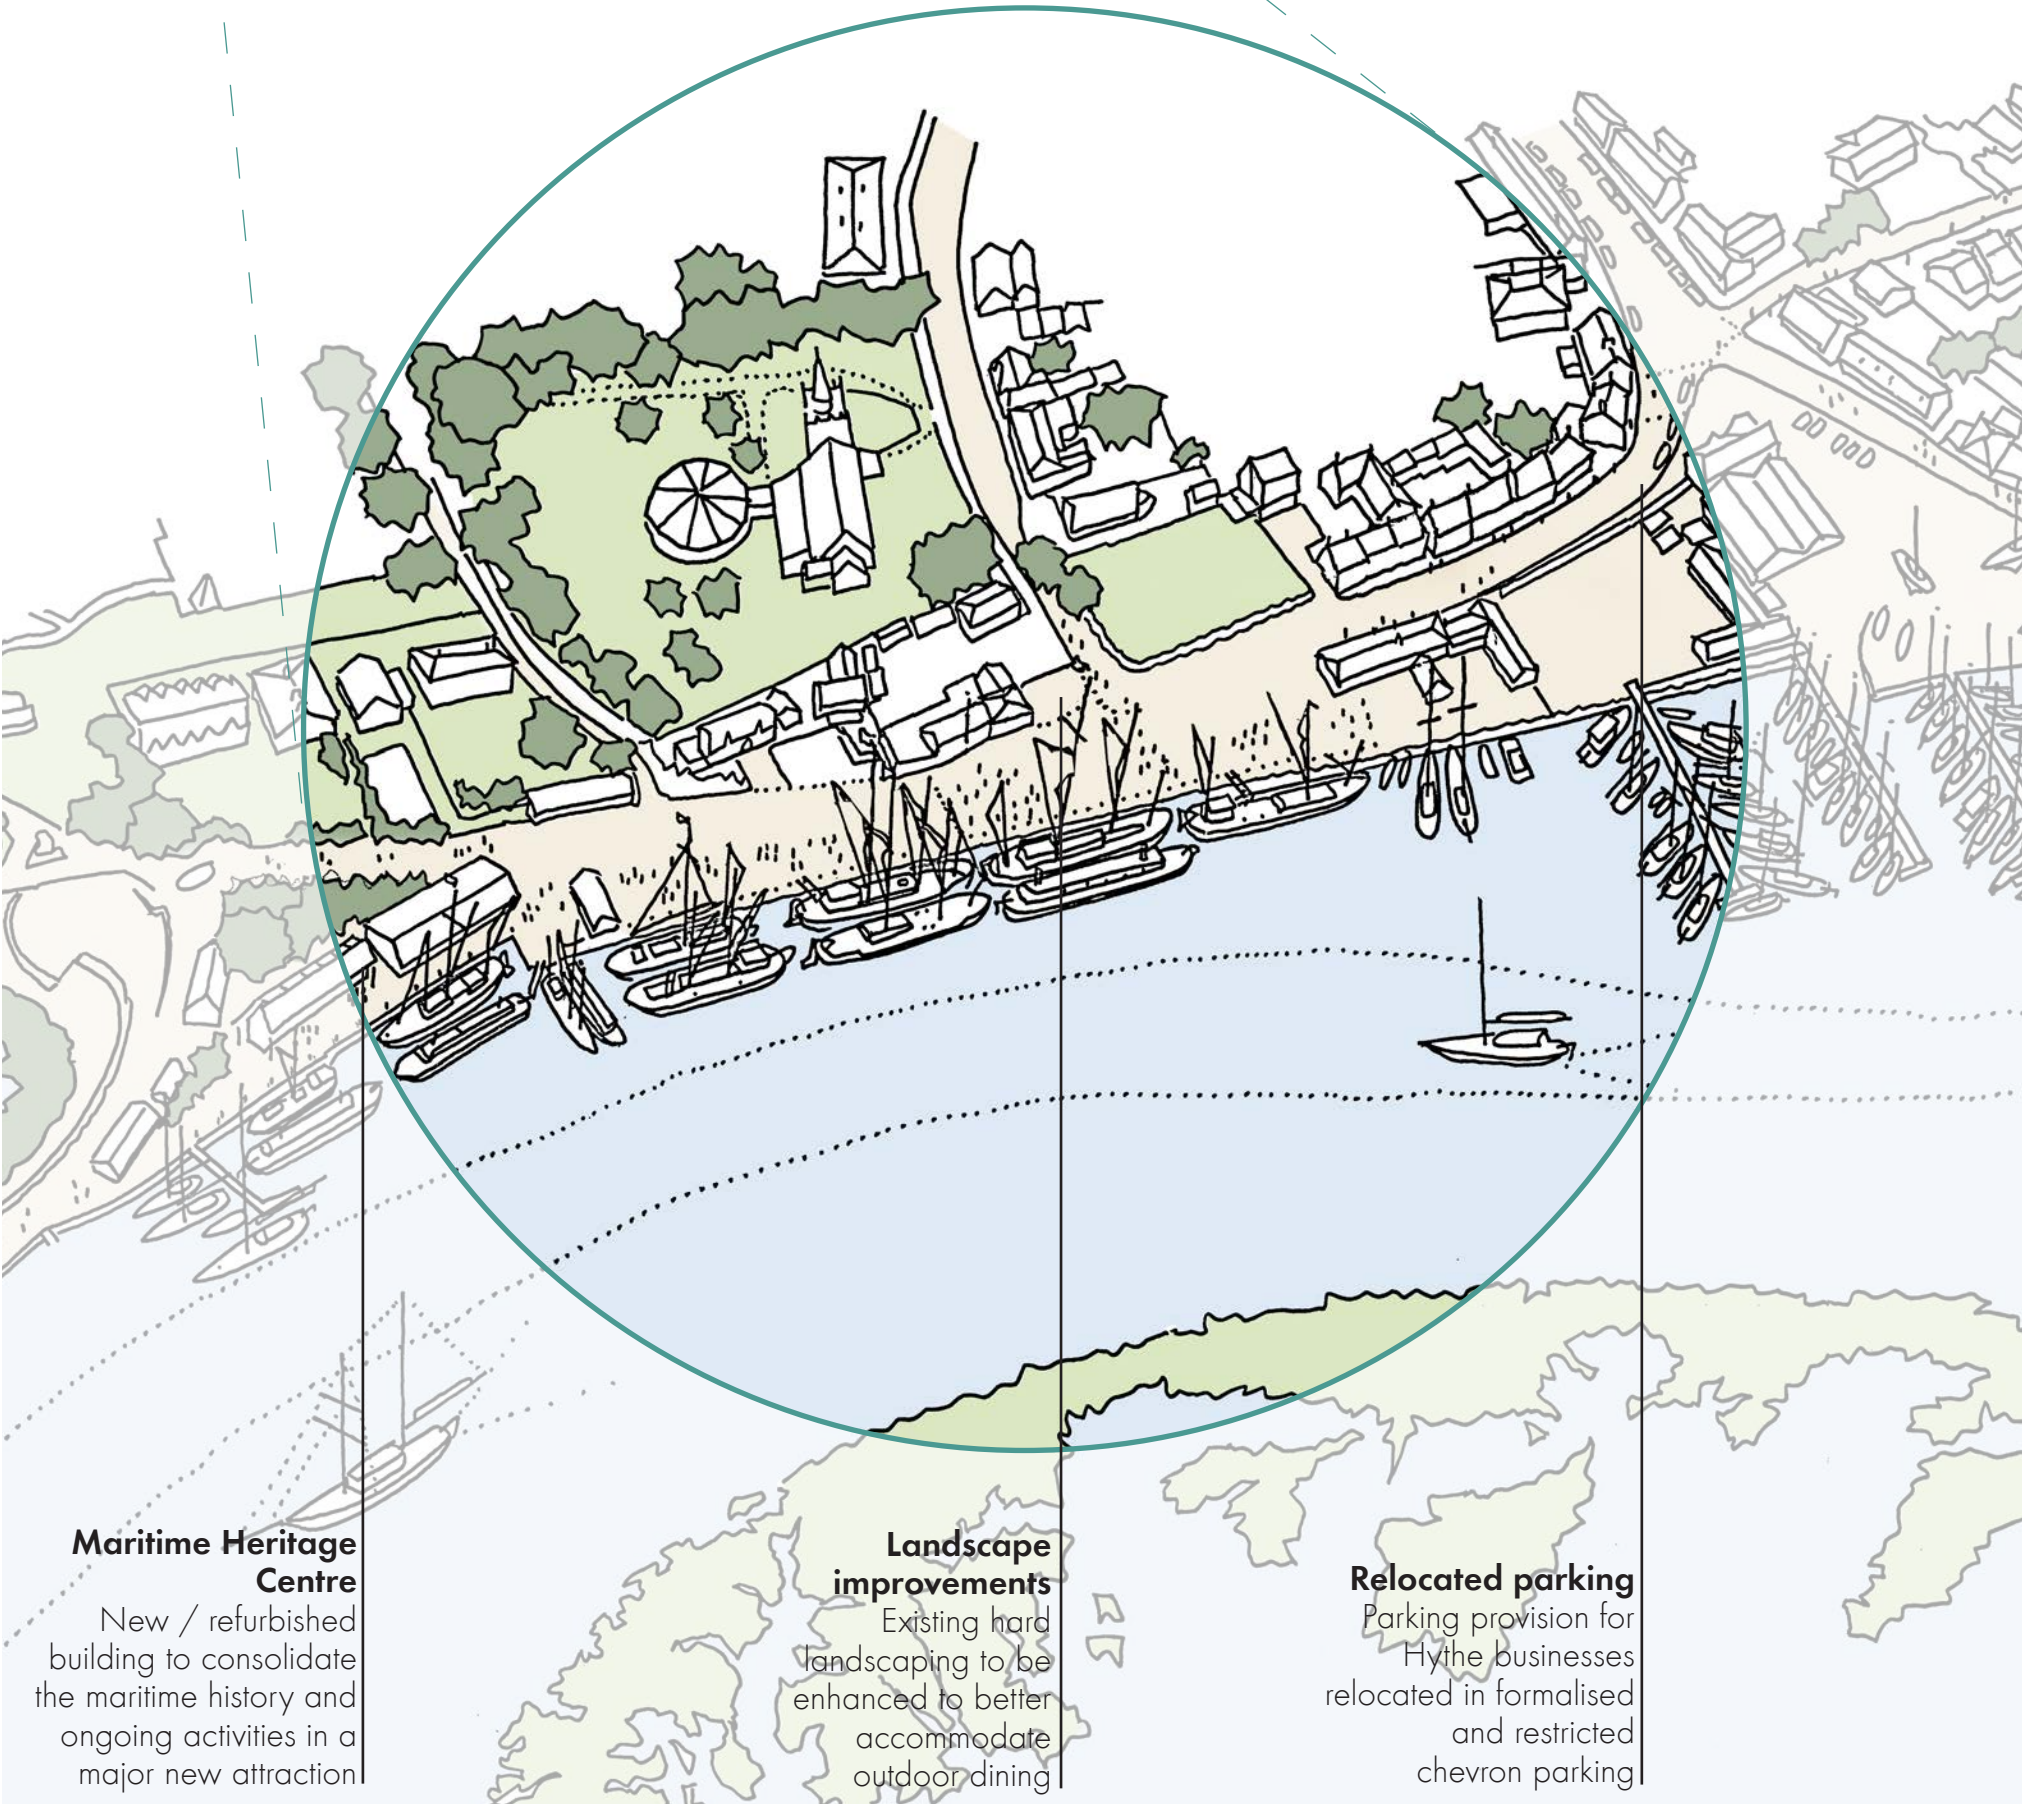 Maritime Heritage
Centre
New / refurbished
building to consolidate
the maritime history and
ongoing activities in a
major new attraction
Landscape
improvements
Existing hard
landscaping to be
enhanced to better
accommodate
outdoor dining
Relocated parking
Parking provision for
Hythe businesses
relocated in formalised
and restricted
chevron parking